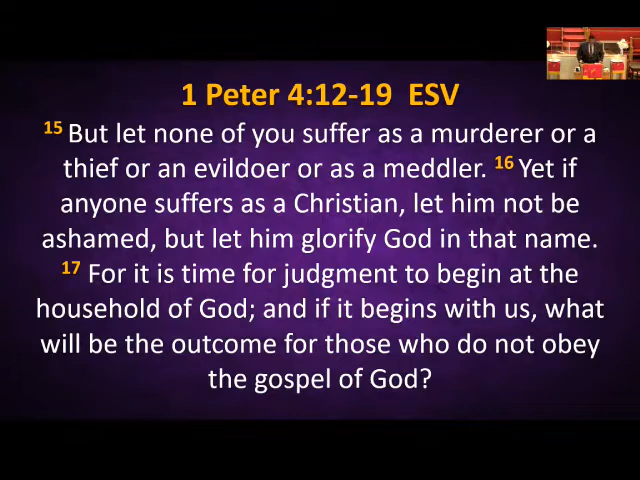 1 Peter 4:12-19 ESV
15 But let none of you suffer as a murderer or a
thief or an evildoer or as a meddler. 16 Yet if
anyone suffers as a Christian, let him not be
ashamed, but let him glorify God in that name.
17 For it is time for judgment to begin at the
household of God; and if it begins with us, what
will be the outcome for those who do not obey
the gospel of God?